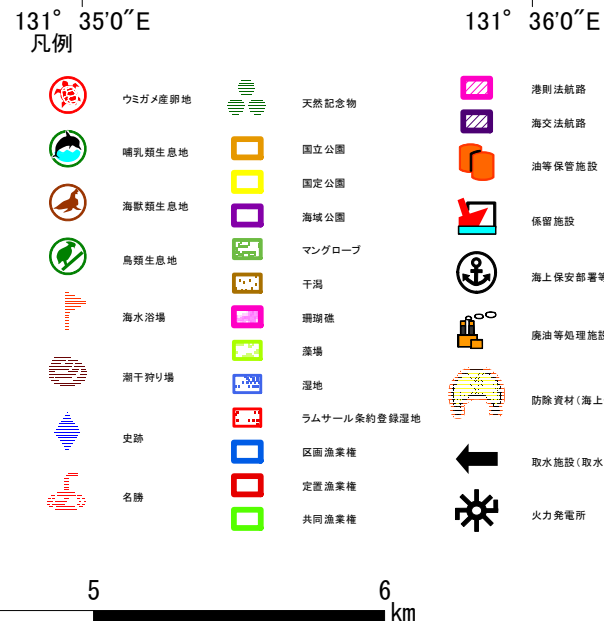 131° 35'0"E
131° 36'0"E
凡例
ウミガメ産卵地
哺乳類生息地
海獣類生息地
鳥類生息地
海水浴場
潮干狩り場
史跡
名勝
天然記念物
国立公園
国定公園
海域公園
マングローブ
干潟
珊瑚礁
藻場
湿地
ラムサール条約登録湿地
区画漁業権
定置漁業権
共同漁業権
港則法航路
海交法航路
油等保管施設
係留施設
海上保安部署等
廃油等処理施設
防除資材(海上
取水施設(取水
火力発電所
5
6
km